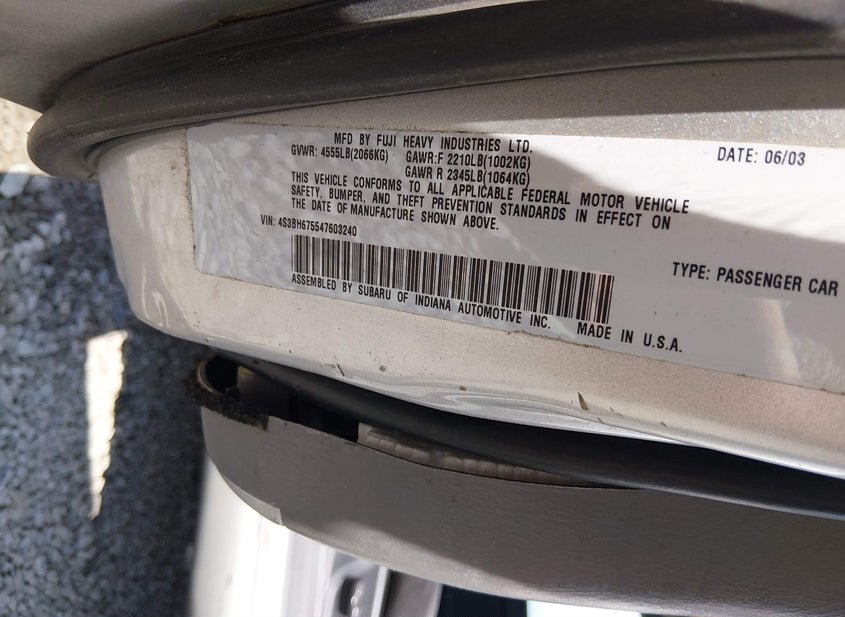 MFD BY FUJI HEAVY INDUSTRIES LTD.
DATE: 06/03
GVWR: 4555LB(2066KG) GAWR:F 2210LB(1002KG)
GAWR R 2345LB(1064KG)
THIS VEHICLE CONFORMS TO ALL APPLICABLE FEDERAL MOTOR VEHICLE
SAFETY, BUMPER, AND THEFT PREVENTION STANDARDS IN EFFECT ON
THE DATE OF MANUFACTURE SHOWN ABOVE.
VIN: 4S3BH675547603240
TYPE: PASSENGER CAR
ASSEMBLED BY SUBARU OF INDIANA AUTOMOTIVE INC. MADE IN U.S.A.